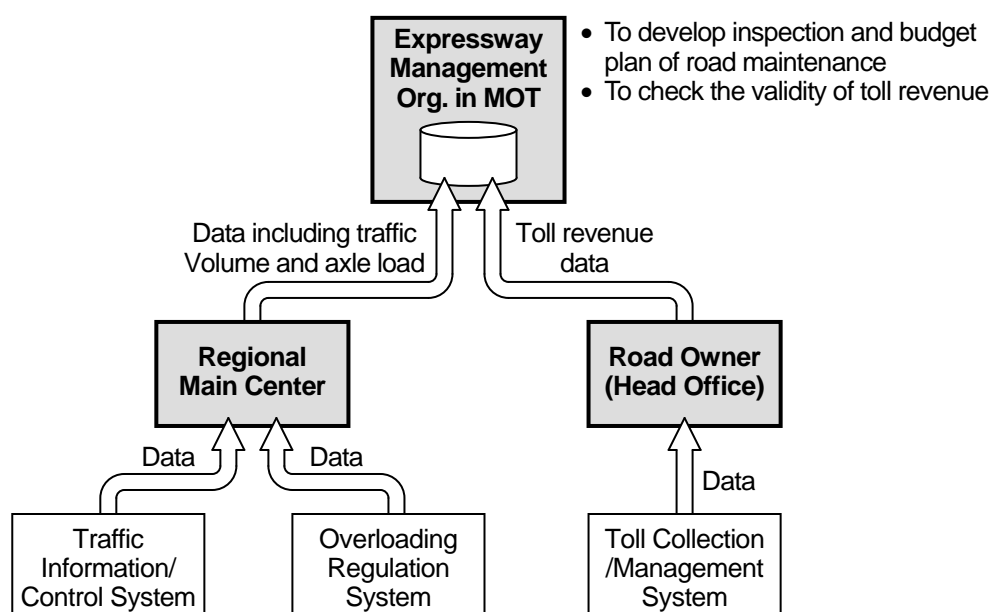 Expressway
Management
Org. in MOT
• To develop inspection and budget
plan of road maintenance
• To check the validity of toll revenue
Data including traffic
Volume and axle load
Toll revenue
data
Regional
Main Center
Road Owner
(Head Office)
Data
Data
Data
Traffic
Information/
Control System
Overloading
Regulation
System
Toll Collection
/Management
System